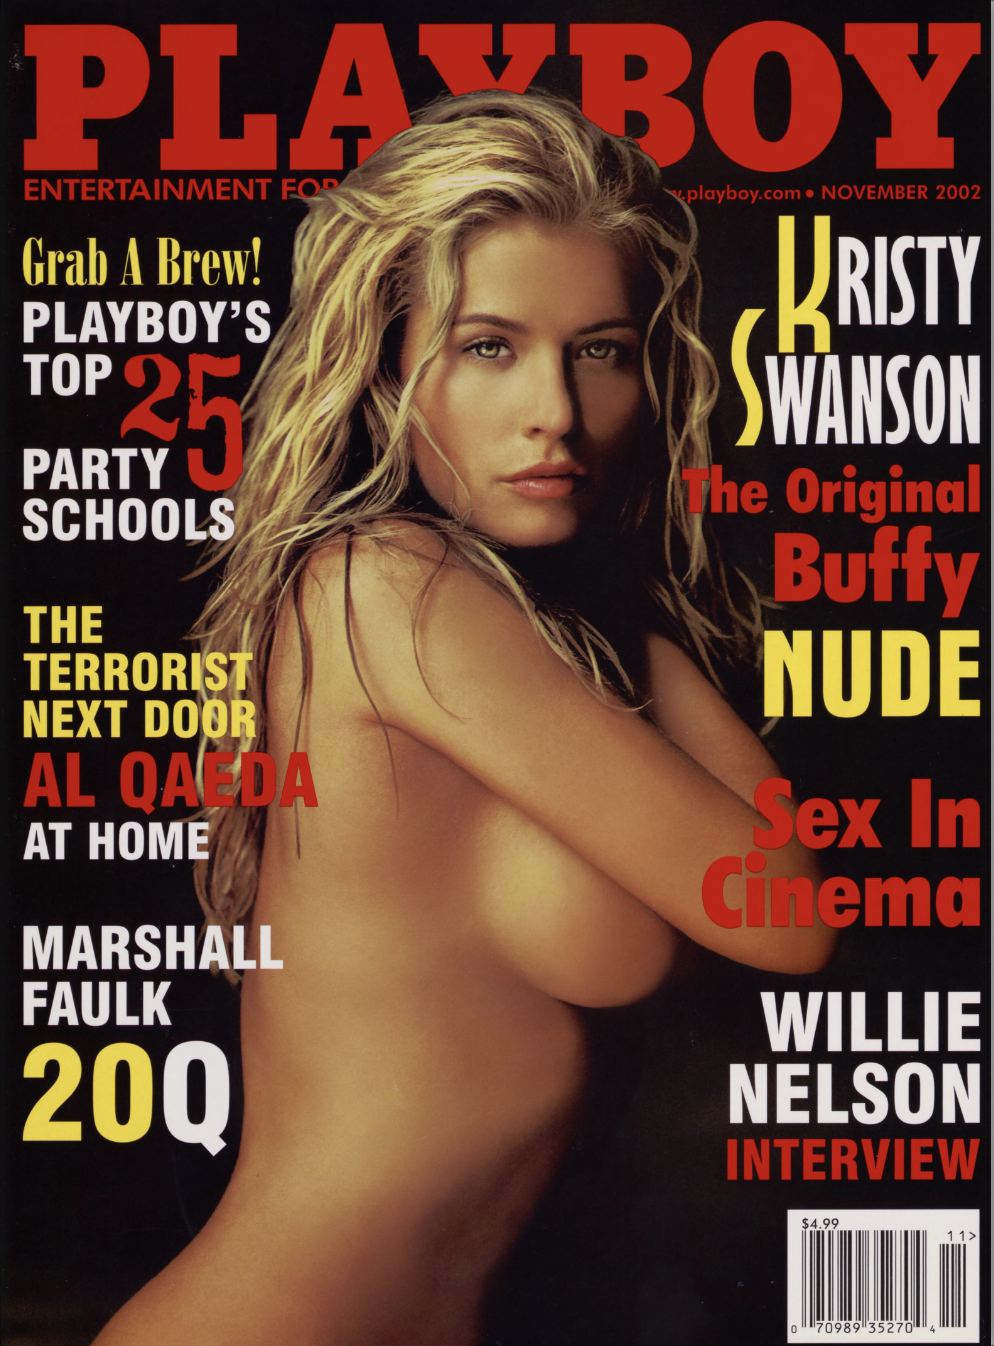 PLAYBOY
ENTERTAINMENT FOR
.playboy.com • NOVEMBER 2002
Grab A Brew!
PLAYBOY'S
TOP 25
PARTY
SCHOOLS
THE
TERRORIST
NEXT DOOR
AL QAEDA
AT HOME
MARSHALL
FAULK
20Q
KRISTY
SWANSON
The Original
Buffy
NUDE
Sex In
Cinema
WILLIE
NELSON
INTERVIEW
$4.99
11>
0 70989 35270 4